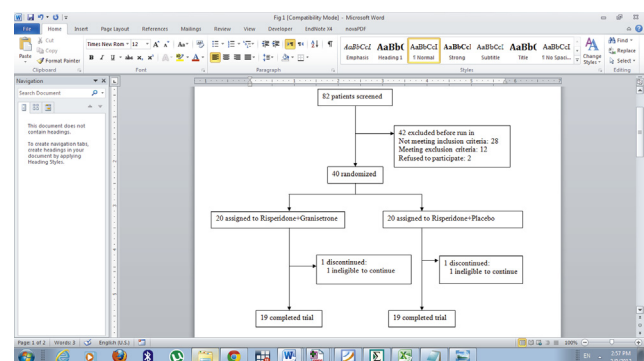 Fig 1 [Compatibility Mode] - Microsoft Word
File Home Insert Page Layout References Mailings Review View Developer EndNote X4 novaPDF
Cut
Copy
Paste
Format Painter
Clipboard
Times New Rom 12
Font
Paragraph
AaBbCcI AaBb( AaBbCcI AaBbCcI AaBbCcI AaBb( AaBbCcI
Emphasis Heading 1 ¶ Normal Strong Subtitle Title ¶ No Spaci...
Styles
Change
Styles
Find
Replace
Select
Editing
Navigation
Search Document
This document does not
contain headings.
To create navigation tabs,
create headings in your
document by applying
Heading Styles.
82 patients screened
42 excluded before run in
Not meeting inclusion criteria: 28
Meeting exclusion criteria: 12
Refused to participate: 2
40 randomized
20 assigned to Risperidone+Granisetrone
20 assigned to Risperidone+Placebo
1 discontinued:
1 ineligible to continue
1 discontinued:
1 ineligible to continue
19 completed trial
19 completed trial
Page: 1 of 2 Words: 3 English (U.S.) 100%
EN 2:57 PM